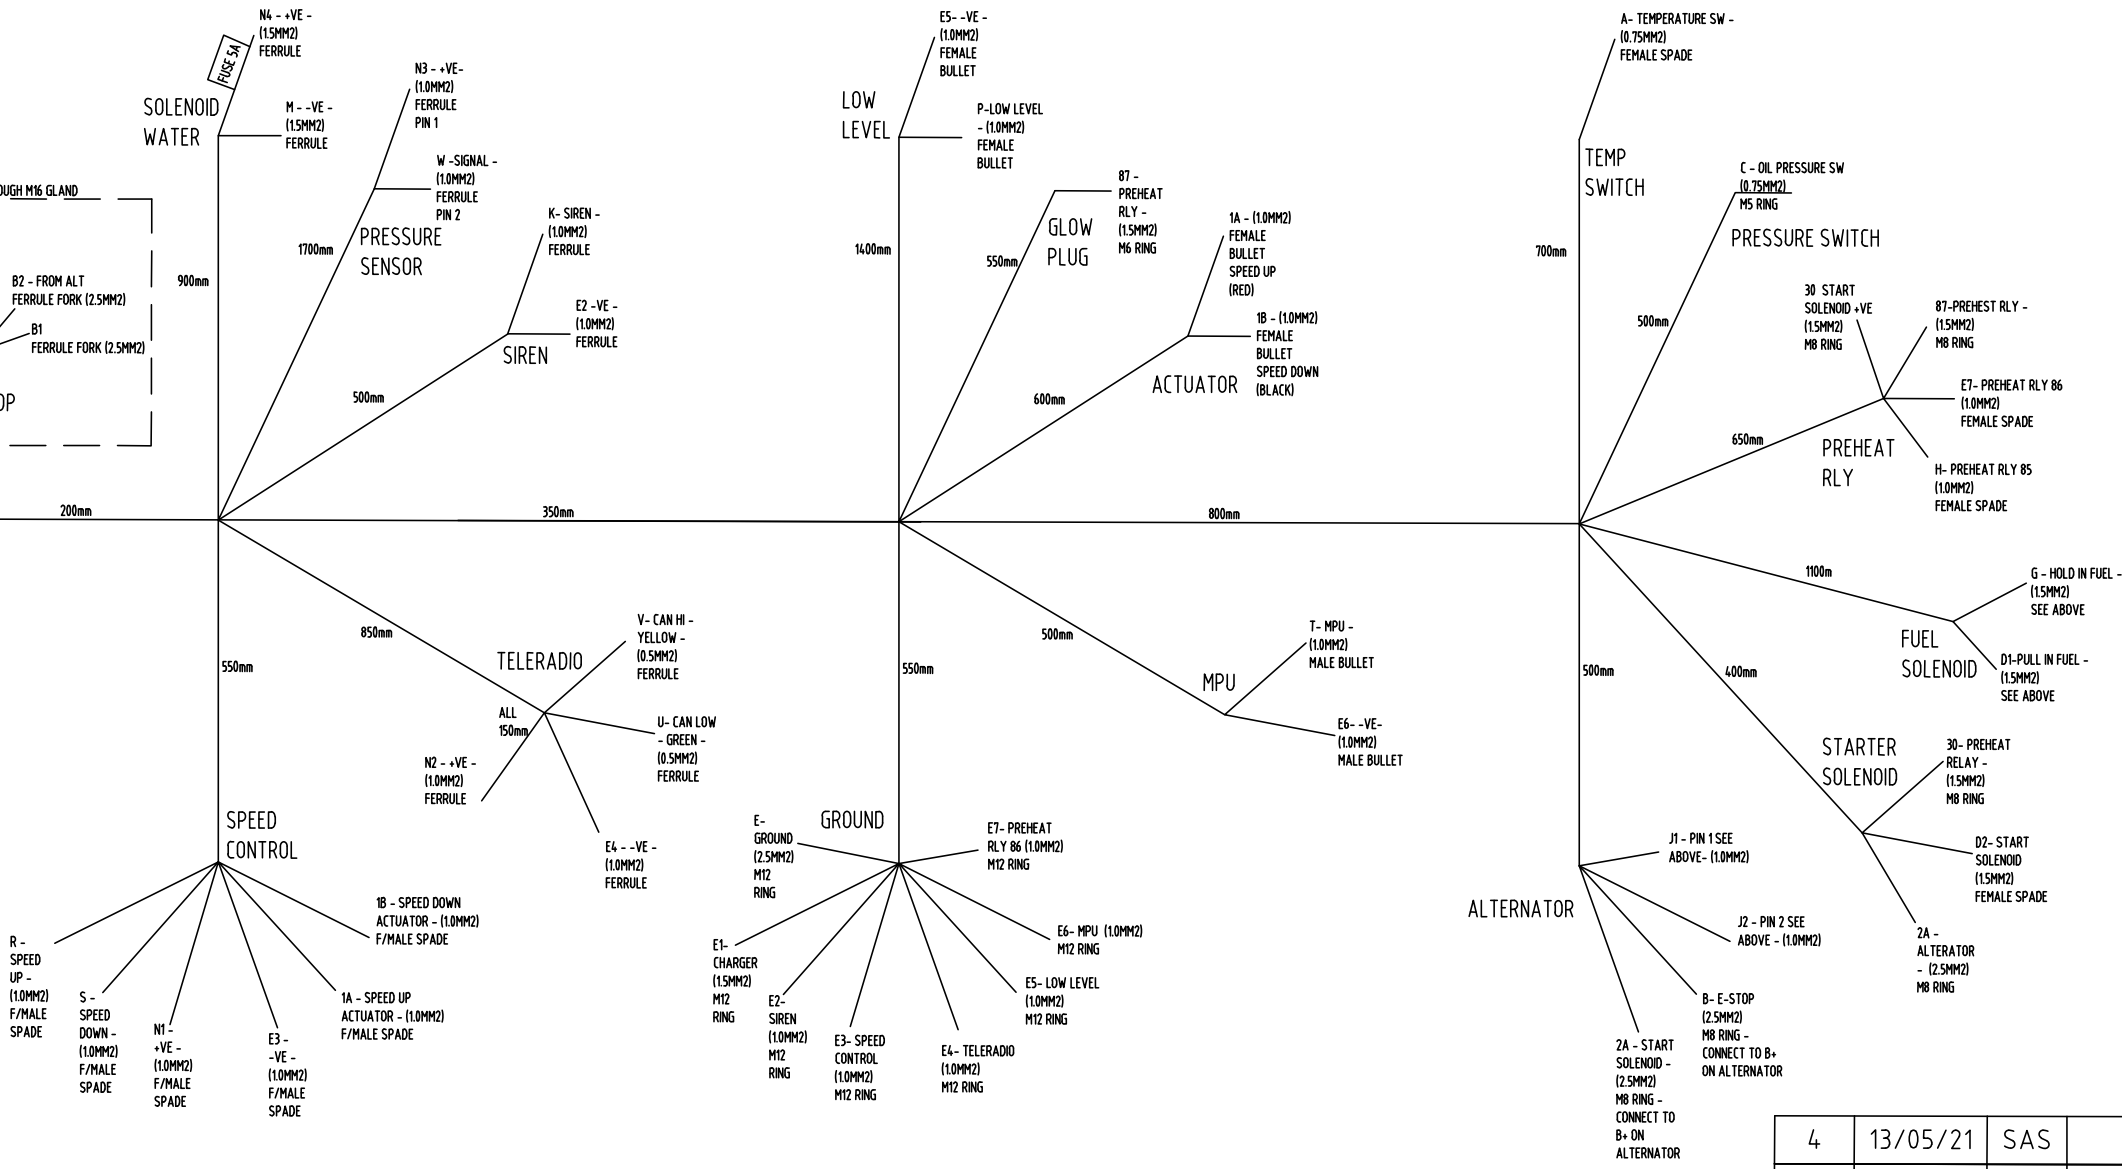 N4 - +VE -
(1.5MM2)
FERRULE
FUSE 5A
SOLENOID
WATER
M - -VE -
(1.5MM2)
FERRULE
900mm
N3 - +VE-
(1.0MM2)
FERRULE
PIN 1
W -SIGNAL -
(1.0MM2)
FERRULE
PIN 2
PRESSURE
SENSOR
1700mm
K- SIREN -
(1.0MM2)
FERRULE
E2 -VE -
(1.0MM2)
FERRULE
SIREN
500mm
OUGH M16 GLAND
B2 - FROM ALT
FERRULE FORK (2.5MM2)
B1
FERRULE FORK (2.5MM2)
OP
200mm
350mm
800mm
E5- -VE -
(1.0MM2)
FEMALE
BULLET
LOW
LEVEL
P-LOW LEVEL
- (1.0MM2)
FEMALE
BULLET
1400mm
87 -
PREHEAT
RLY -
(1.5MM2)
M6 RING
GLOW
PLUG
550mm
1A - (1.0MM2)
FEMALE
BULLET
SPEED UP
(RED)
1B - (1.0MM2)
FEMALE
BULLET
SPEED DOWN
(BLACK)
ACTUATOR
600mm
A- TEMPERATURE SW -
(0.75MM2)
FEMALE SPADE
TEMP
SWITCH
700mm
C - OIL PRESSURE SW
(0.75MM2)
M5 RING
PRESSURE SWITCH
500mm
30 START
SOLENOID +VE
(1.5MM2)
M8 RING
87-PREHEST RLY -
(1.5MM2)
M8 RING
E7- PREHEAT RLY 86
(1.0MM2)
FEMALE SPADE
H- PREHEAT RLY 85
(1.0MM2)
FEMALE SPADE
PREHEAT
RLY
650mm
1100m
G - HOLD IN FUEL -
(1.5MM2)
SEE ABOVE
D1-PULL IN FUEL -
(1.5MM2)
SEE ABOVE
FUEL
SOLENOID
400mm
STARTER
SOLENOID
30- PREHEAT
RELAY -
(1.5MM2)
M8 RING
D2- START
SOLENOID
(1.5MM2)
FEMALE SPADE
2A -
ALTERATOR
- (2.5MM2)
M8 RING
500mm
ALTERNATOR
J1 - PIN 1 SEE
ABOVE- (1.0MM2)
J2 - PIN 2 SEE
ABOVE - (1.0MM2)
B- E-STOP
(2.5MM2)
M8 RING -
CONNECT TO B+
ON ALTERNATOR
2A - START
SOLENOID -
(2.5MM2)
M8 RING -
CONNECT TO
B+ ON
ALTERNATOR
500mm
MPU
T- MPU -
(1.0MM2)
MALE BULLET
E6- -VE-
(1.0MM2)
MALE BULLET
550mm
GROUND
E-
GROUND
(2.5MM2)
M12
RING
E7- PREHEAT
RLY 86 (1.0MM2)
M12 RING
E6- MPU (1.0MM2)
M12 RING
E5- LOW LEVEL
(1.0MM2)
M12 RING
E4- TELERADIO
(1.0MM2)
M12 RING
E3- SPEED
CONTROL
(1.0MM2)
M12 RING
E2-
SIREN
(1.0MM2)
M12
RING
E1-
CHARGER
(1.5MM2)
M12
RING
850mm
TELERADIO
V- CAN HI -
YELLOW -
(0.5MM2)
FERRULE
U- CAN LOW
- GREEN -
(0.5MM2)
FERRULE
ALL
150mm
N2 - +VE -
(1.0MM2)
FERRULE
E4 - -VE -
(1.0MM2)
FERRULE
550mm
SPEED
CONTROL
1B - SPEED DOWN
ACTUATOR - (1.0MM2)
F/MALE SPADE
1A - SPEED UP
ACTUATOR - (1.0MM2)
F/MALE SPADE
E3 -
-VE -
(1.0MM2)
F/MALE
SPADE
N1 -
+VE -
(1.0MM2)
F/MALE
SPADE
S -
SPEED
DOWN -
(1.0MM2)
F/MALE
SPADE
R -
SPEED
UP -
(1.0MM2)
F/MALE
SPADE
4 13/05/21 SAS